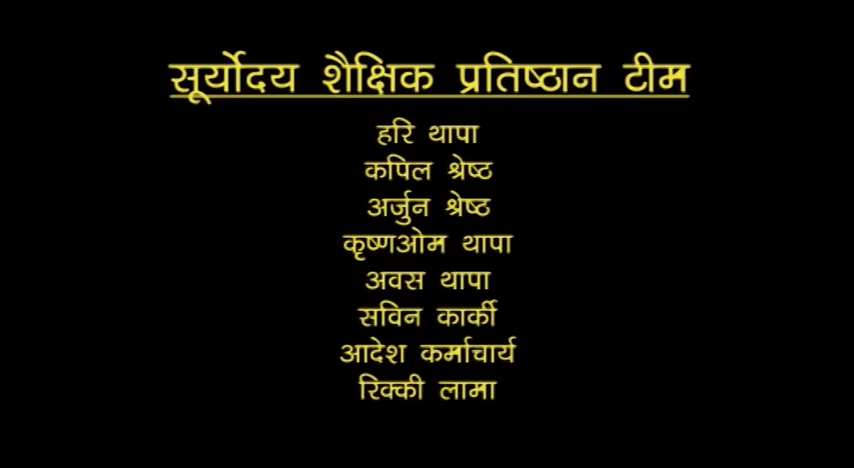 सूर्योदय शैक्षिक प्रतिष्ठान टीम
हरि थापा
कपिल श्रेष्ठ
अर्जुन श्रेष्ठ
कृष्णओम थापा
अवस थापा
सविन कार्की
आदेश कर्माचार्य
रिक्की लामा